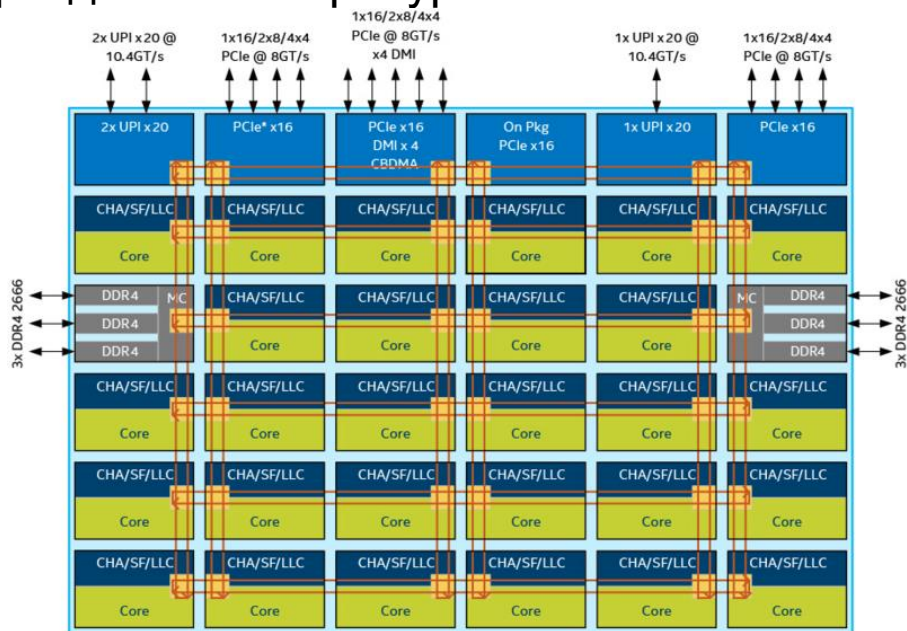 1x16/2x8/4x4
2x UPI x20 @ 1x16/2x8/4x4 PCIe @ 8GT/s 1x UPI x20 @ 1x16/2x8/4x4
10.4GT/s PCIe @ 8GT/s x4 DMI 10.4GT/s PCIe @ 8GT/s
2x UPI x20 PCIe* x16 PCIe x16 On Pkg 1x UPI x20 PCIe x16
DMI x 4 PCIe x16
CBDMA
CHA/SF/LLC CHA/SF/LLC CHA/SF/LLC CHA/SF/LLC CHA/SF/LLC CHA/SF/LLC
Core Core Core Core Core Core
3x DDR4 2666
DDR4 MC CHA/SF/LLC CHA/SF/LLC CHA/SF/LLC CHA/SF/LLC MC DDR4
DDR4 DDR4
DDR4 Core Core Core Core DDR4
3x DDR4 2666
CHA/SF/LLC CHA/SF/LLC CHA/SF/LLC CHA/SF/LLC CHA/SF/LLC CHA/SF/LLC
Core Core Core Core Core Core
CHA/SF/LLC CHA/SF/LLC CHA/SF/LLC CHA/SF/LLC CHA/SF/LLC CHA/SF/LLC
Core Core Core Core Core Core
CHA/SF/LLC CHA/SF/LLC CHA/SF/LLC CHA/SF/LLC CHA/SF/LLC CHA/SF/LLC
Core Core Core Core Core Core